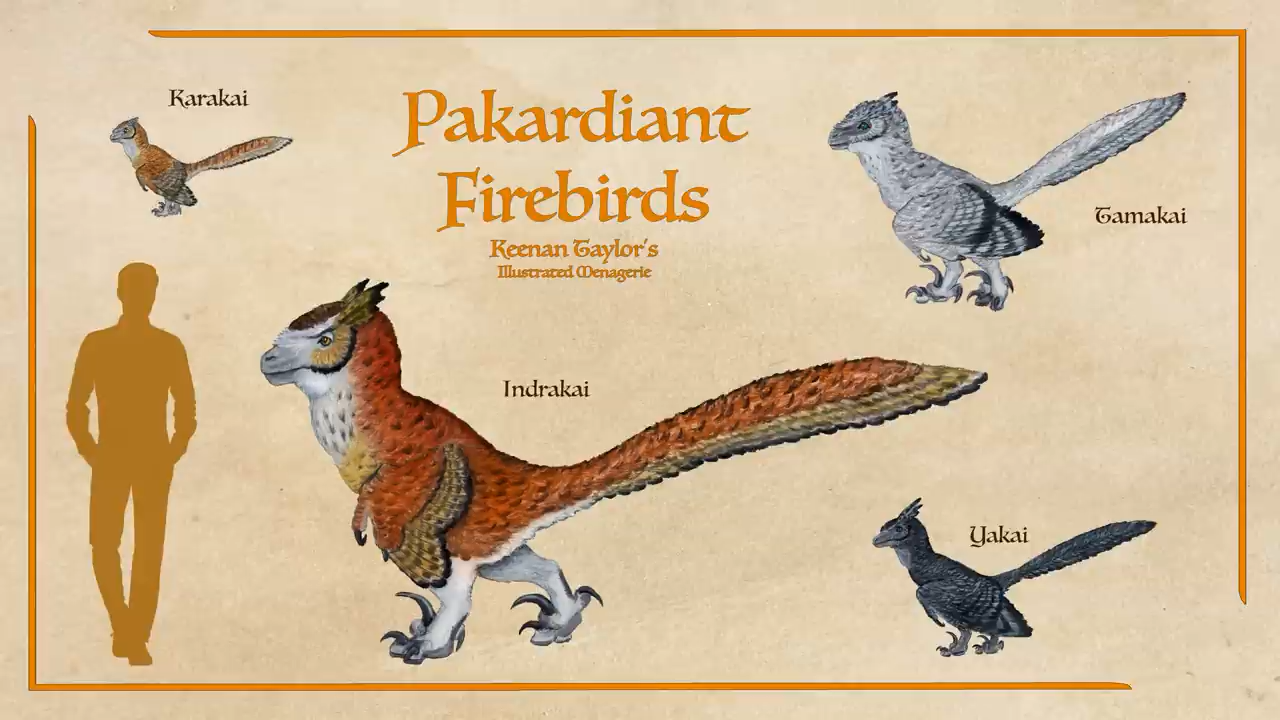 Karakai
Pakardiant
Firebirds
Keenan Taylor's
Illustrated Menagerie
Tamakai
Indrakai
Yakai